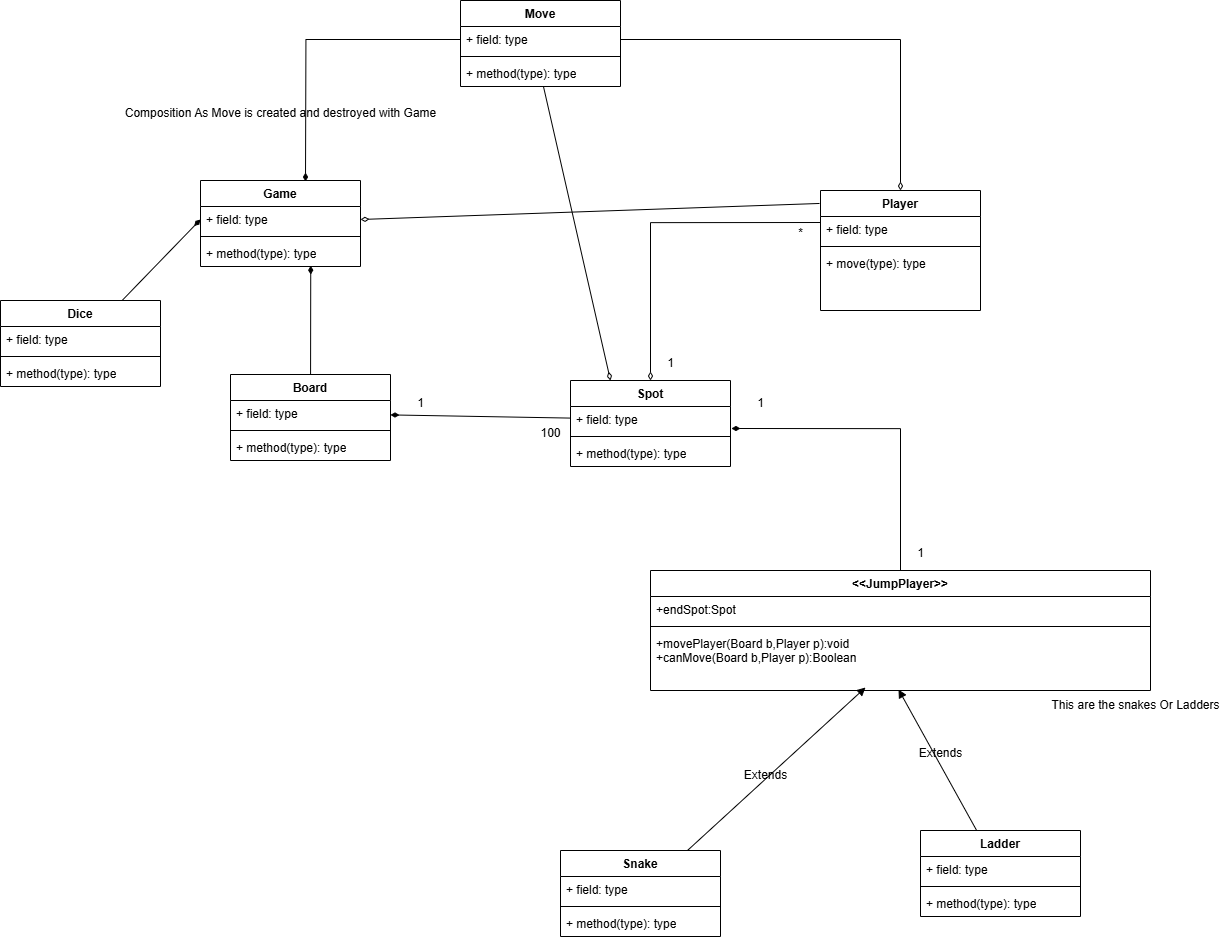 Move
+ field: type
+ method(type): type
Composition As Move is created and destroyed with Game
Game
+ field: type
+ method(type): type
Player
+ field: type
+ move(type): type
*
Dice
+ field: type
+ method(type): type
1
Board
+ field: type
+ method(type): type
1
100
Spot
+ field: type
+ method(type): type
1
1
<<JumpPlayer>>
+endSpot:Spot
+movePlayer(Board b,Player p):void
+canMove(Board b,Player p):Boolean
This are the snakes Or Ladders
Extends
Extends
Snake
+ field: type
+ method(type): type
Ladder
+ field: type
+ method(type): type